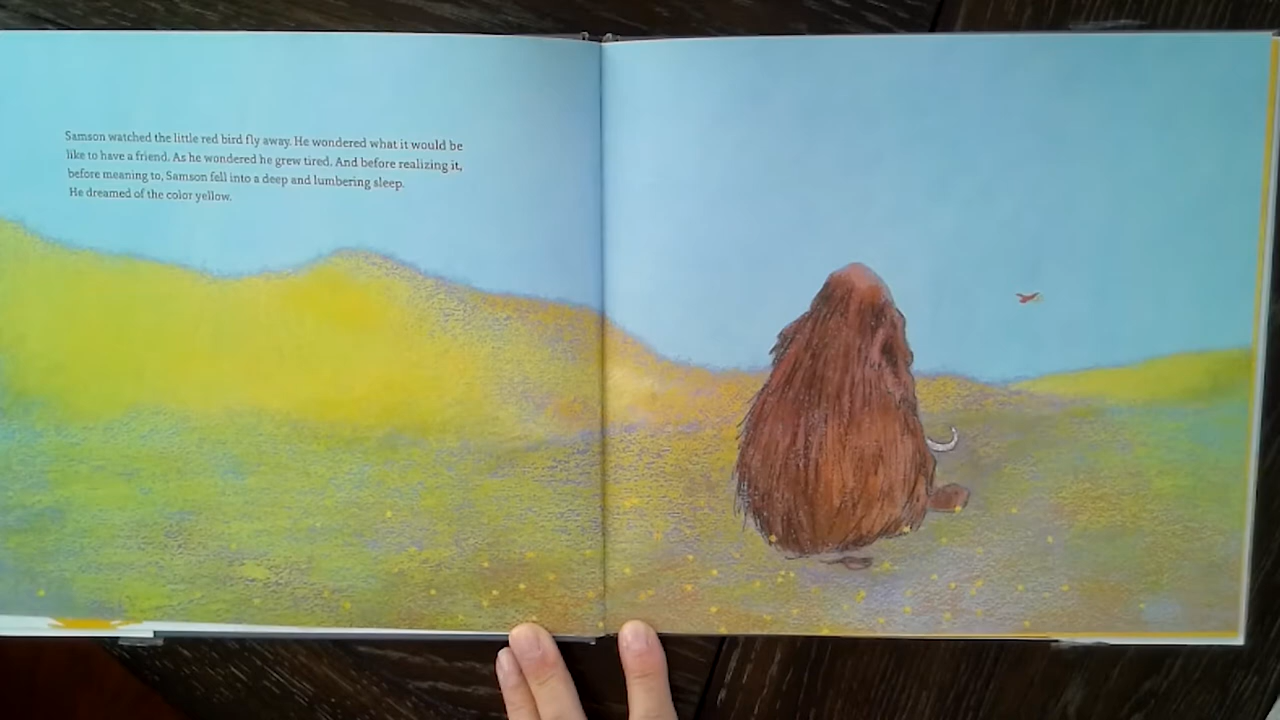 Samson watched the little red bird fly away. He wondered what it would be
like to have a friend. As he wondered he grew tired. And before realizing it,
before meaning to, Samson fell into a deep and lumbering sleep.
He dreamed of the color yellow.